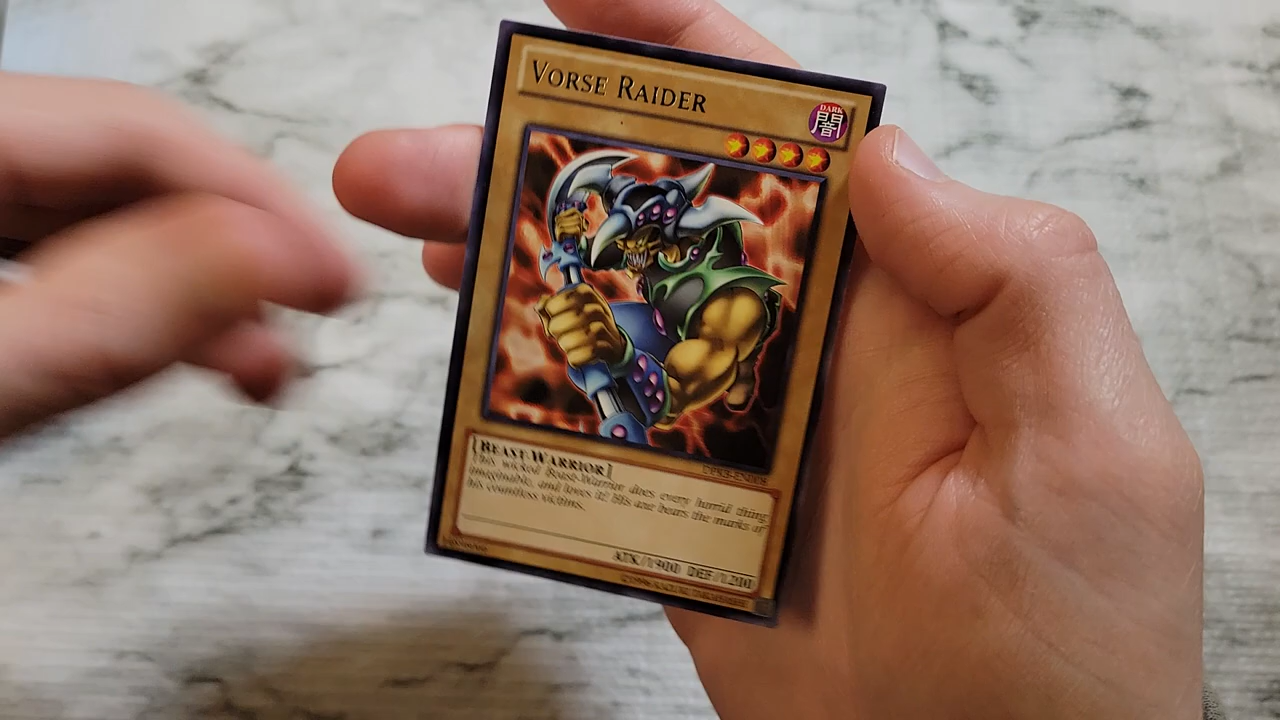 VORSE RAIDER
DARK
闇
[BEAST-WARRIOR]
This wicked Beast-Warrior does every horrid thing
imaginable, and loves it! His axe bears the marks of
his countless victims.
ATK/1900 DEF/1200